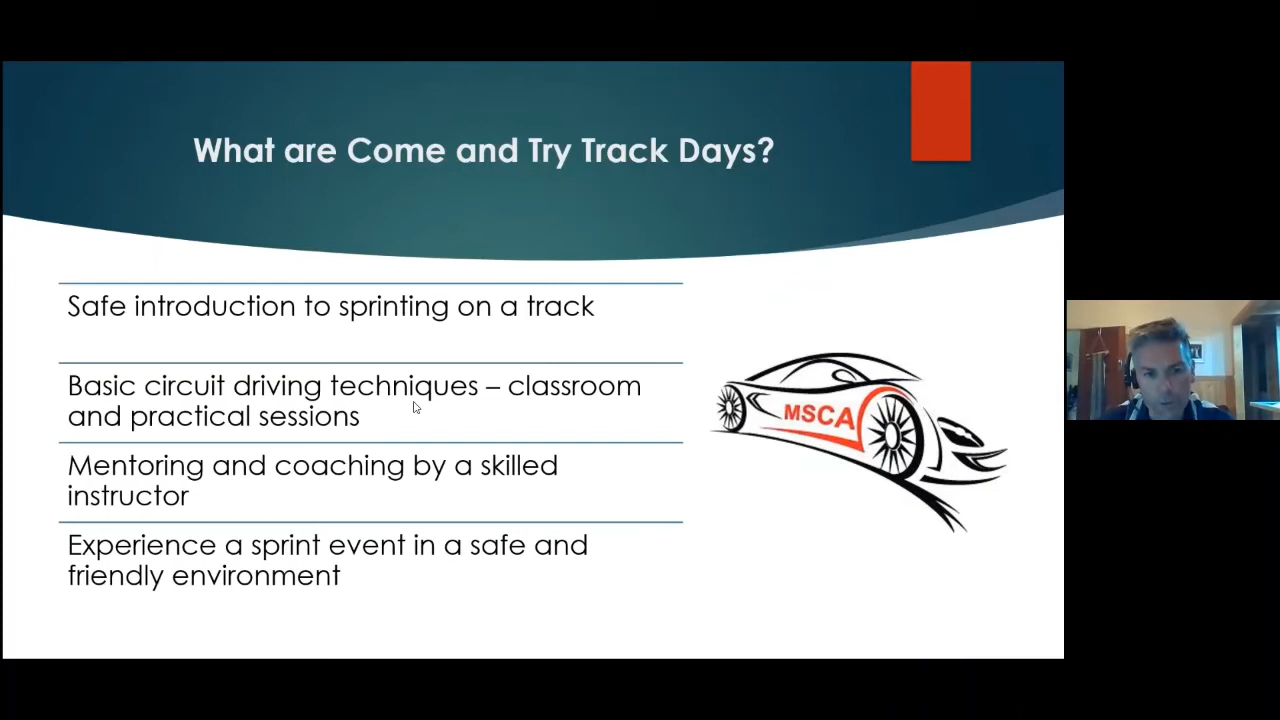 What are Come and Try Track Days?
Safe introduction to sprinting on a track
Basic circuit driving techniques – classroom
and practical sessions
MSCA
Mentoring and coaching by a skilled
instructor
Experience a sprint event in a safe and
friendly environment